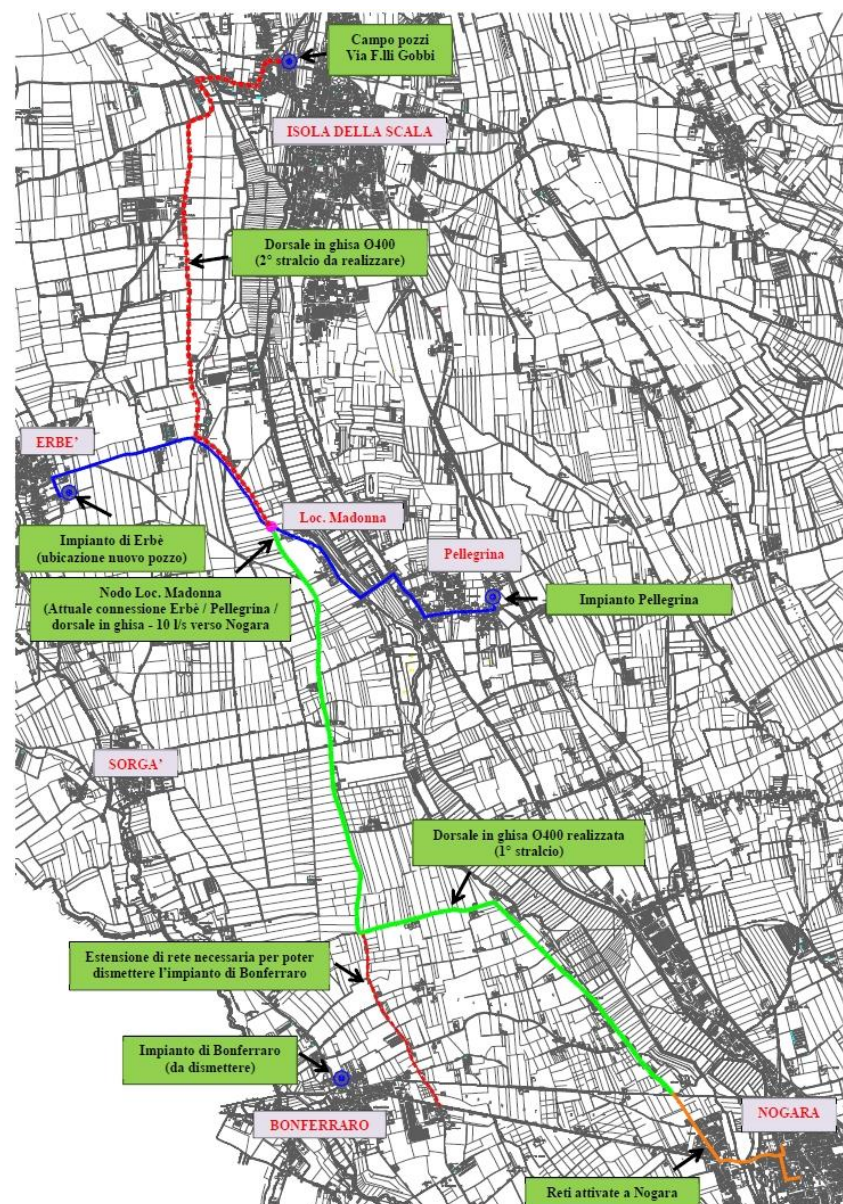 Campo pozzi
Via F.lli Gobbi
ISOLA DELLA SCALA
Dorsale in ghisa Ø400
(2° stralcio da realizzare)
ERBE’
Loc. Madonna
Impianto di Erbè
(ubicazione nuovo pozzo)
Pellegrina
Nodo Loc. Madonna
(Attuale connessione Erbè / Pellegrina /
dorsale in ghisa - 10 l/s verso Nogara
Impianto Pellegrina
SORGA’
Dorsale in ghisa Ø400 realizzata
(1° stralcio)
Estensione di rete necessaria per poter
dismettere l’impianto di Bonferraro
Impianto di Bonferraro
(da dismettere)
BONFERRARO
NOGARA
Reti attivate a Nogara